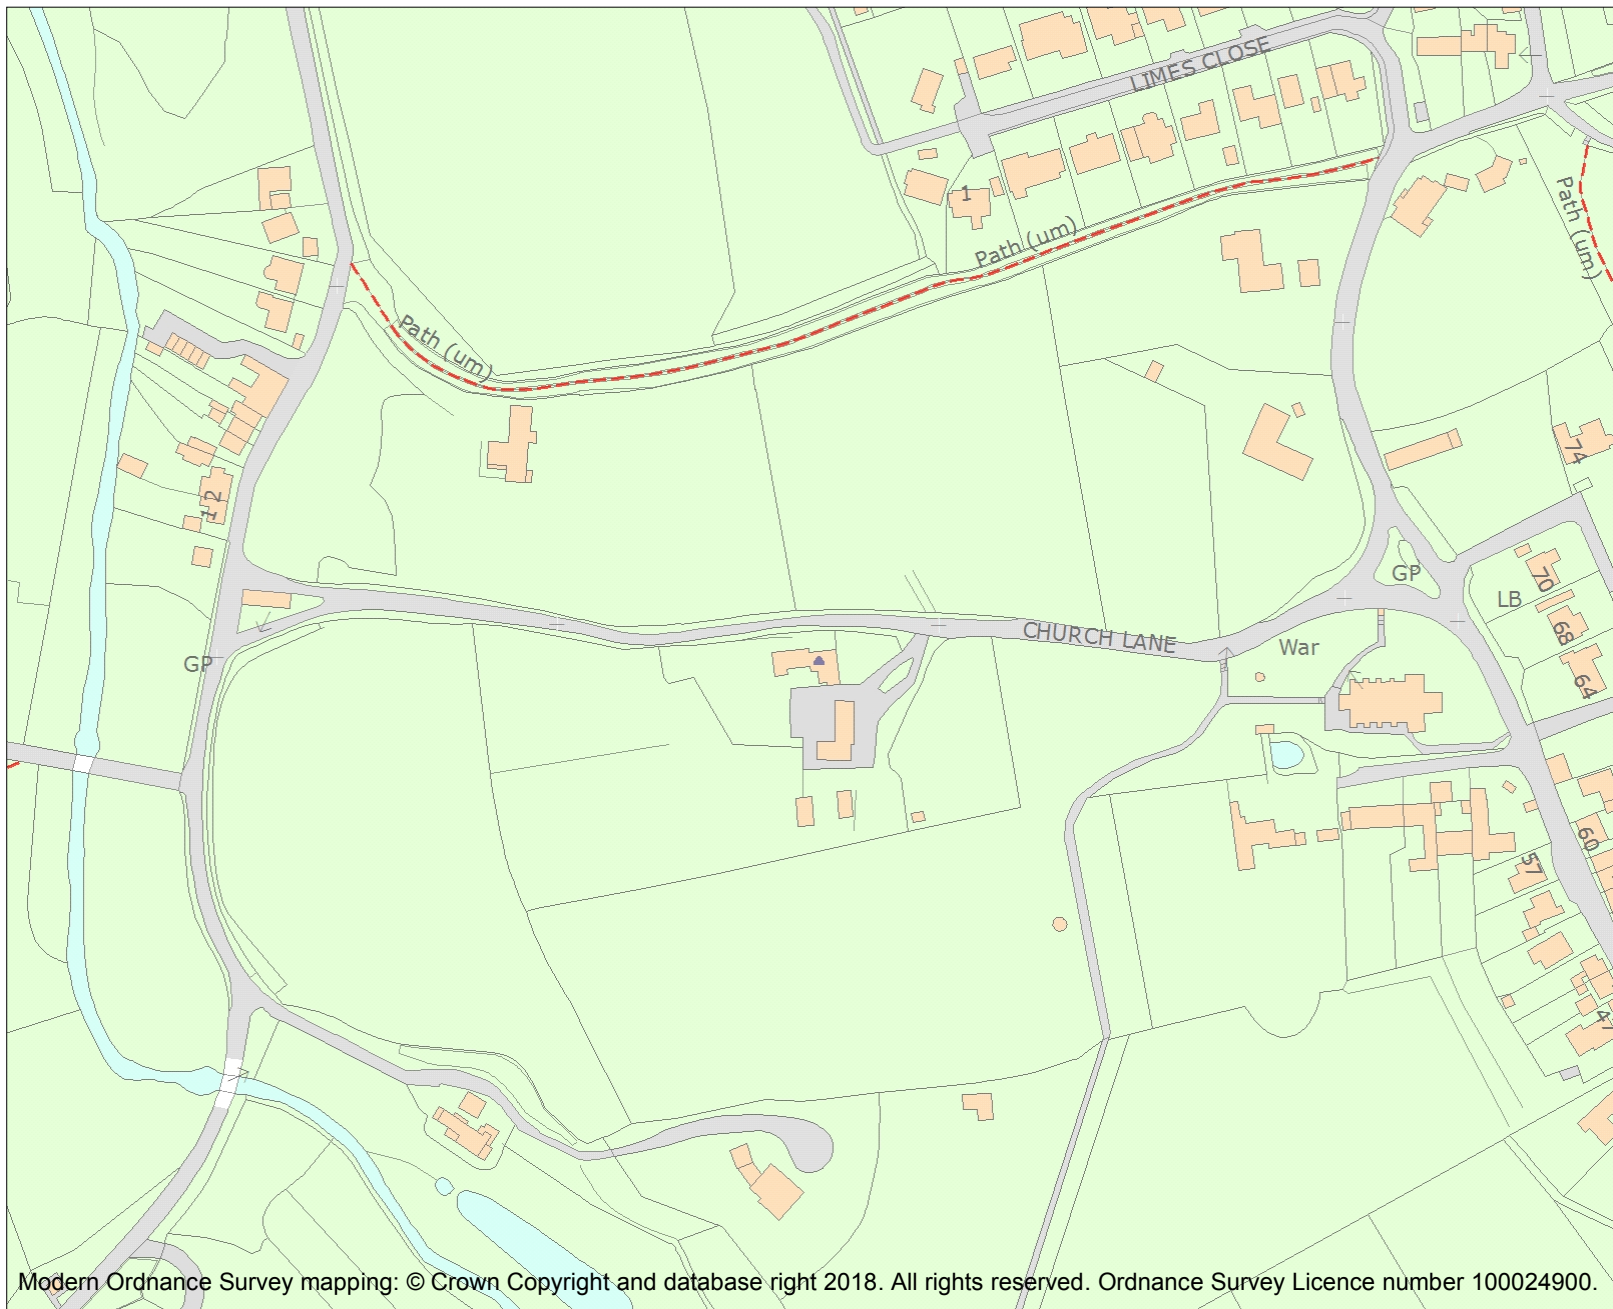 LIMES CLOSE
1
Path (um)
Path (um)
Path (um)
74
1 2
GP
70
LB
68
CHURCH LANE
War
GP
64
60
57
47
Modern Ordnance Survey mapping: © Crown Copyright and database right 2018. All rights reserved. Ordnance Survey Licence number 100024900.